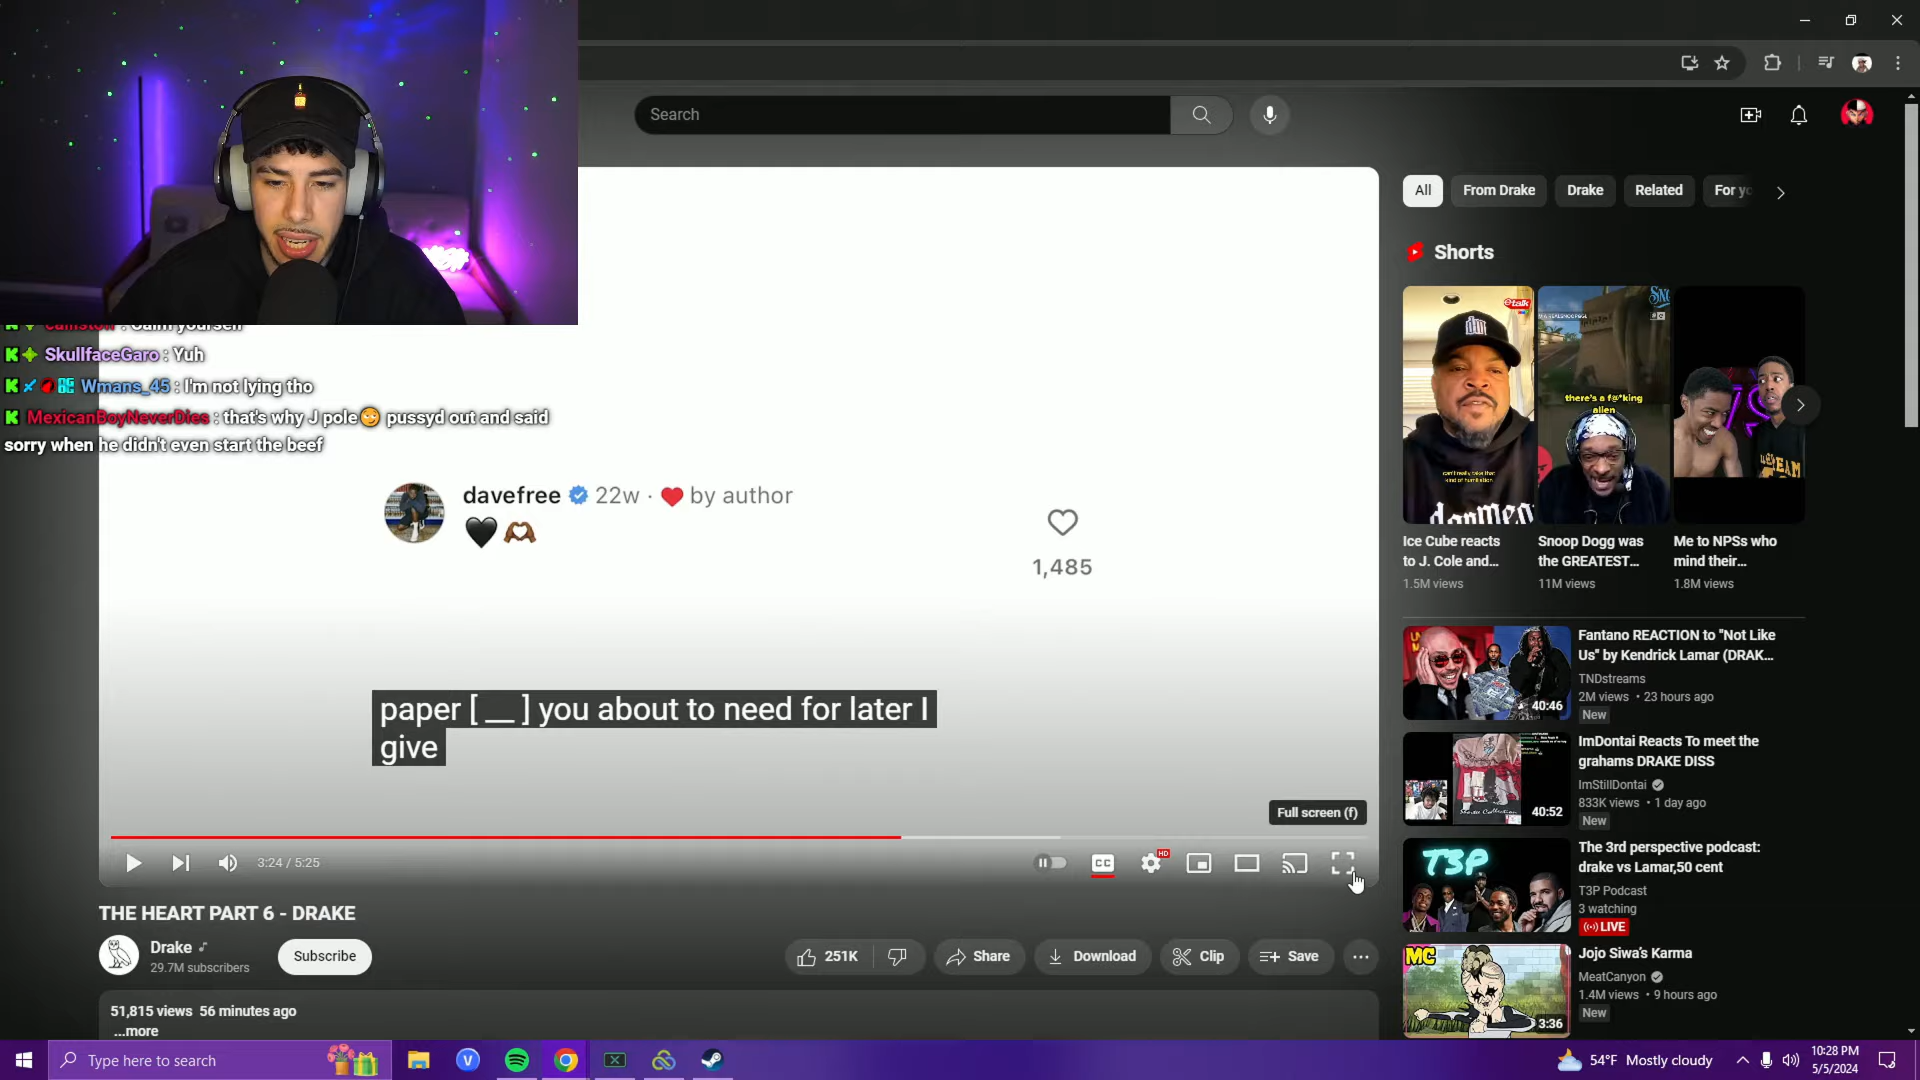 Search
All
From Drake
Drake
Related
For yo
Shorts
SkullfaceGaro : Yuh
Wmans_45 : I'm not lying tho
MexicanBoyNeverDies : that's why J pole😏 pussyd out and said
sorry when he didn't even start the beef
davefree 22w · ❤️ by author
🖤 🫶🏾
1,485
paper [ __ ] you about to need for later I
give
Full screen (f)
3:24 / 5:25
CC
HD
THE HEART PART 6 - DRAKE
Drake
29.7M subscribers
Subscribe
251K
Share
Download
Clip
Save
51,815 views 56 minutes ago
...more
etalk
there's a f@*king
alien
Ice Cube reacts
to J. Cole and...
1.5M views
Snoop Dogg was
the GREATEST...
11M views
Me to NPSs who
mind their...
1.8M views
40:46
Fantano REACTION to "Not Like
Us" by Kendrick Lamar (DRAK...
TNDstreams
2M views • 23 hours ago
New
40:52
ImDontai Reacts To meet the
grahams DRAKE DISS
ImStillDontai
833K views • 1 day ago
New
T3P
The 3rd perspective podcast:
drake vs Lamar,50 cent
T3P Podcast
3 watching
LIVE
MC
3:36
Jojo Siwa's Karma
MeatCanyon
1.4M views • 9 hours ago
New
Type here to search
54°F Mostly cloudy
10:28 PM
5/5/2024